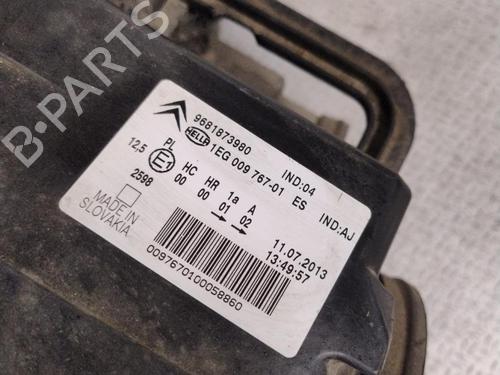 B-PARTS
9681873980
IND:04
HELLA 1EG 009 767-01 ES IND:AJ
PL
12,5 E1 HC HR 1a A
00 00 01 02
2598
MADE IN
SLOVAKIA
11.07.2013
13:49:57
0097670100058860